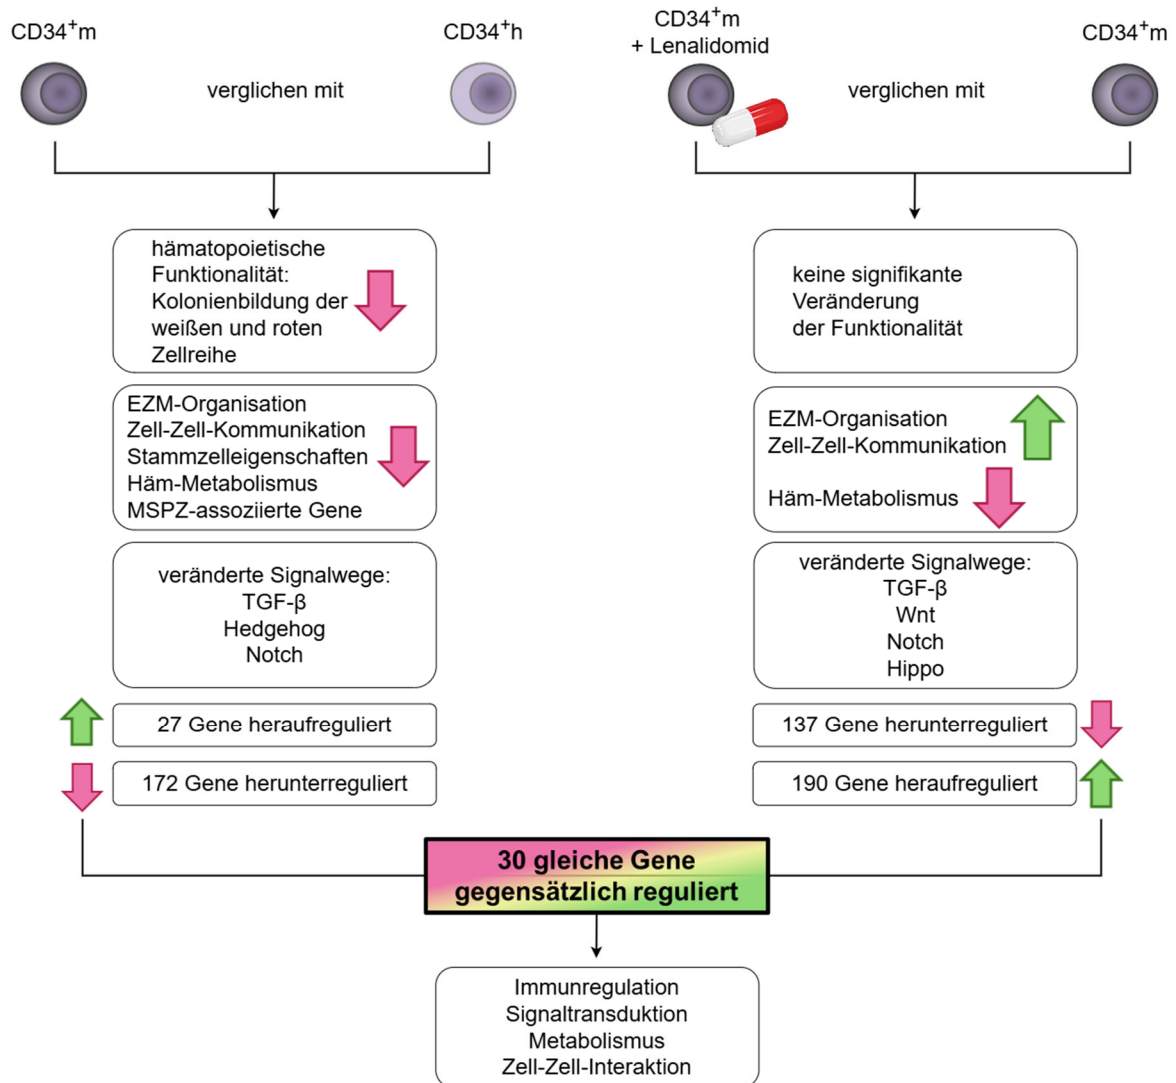 CD34⁺m
verglichen mit
CD34⁺h
CD34⁺m
+ Lenalidomid
verglichen mit
CD34⁺m
hämatopoietische
Funktionalität:
Kolonienbildung der
weißen und roten
Zellreihe
keine signifikante
Veränderung
der Funktionalität
EZM-Organisation
Zell-Zell-Kommunikation
Stammzelleigenschaften
Häm-Metabolismus
MSPZ-assoziierte Gene
EZM-Organisation
Zell-Zell-Kommunikation
Häm-Metabolismus
veränderte Signalwege:
TGF-β
Hedgehog
Notch
veränderte Signalwege:
TGF-β
Wnt
Notch
Hippo
27 Gene heraufreguliert
137 Gene herunterreguliert
172 Gene herunterreguliert
190 Gene heraufreguliert
30 gleiche Gene
gegensätzlich reguliert
Immunregulation
Signaltransduktion
Metabolismus
Zell-Zell-Interaktion